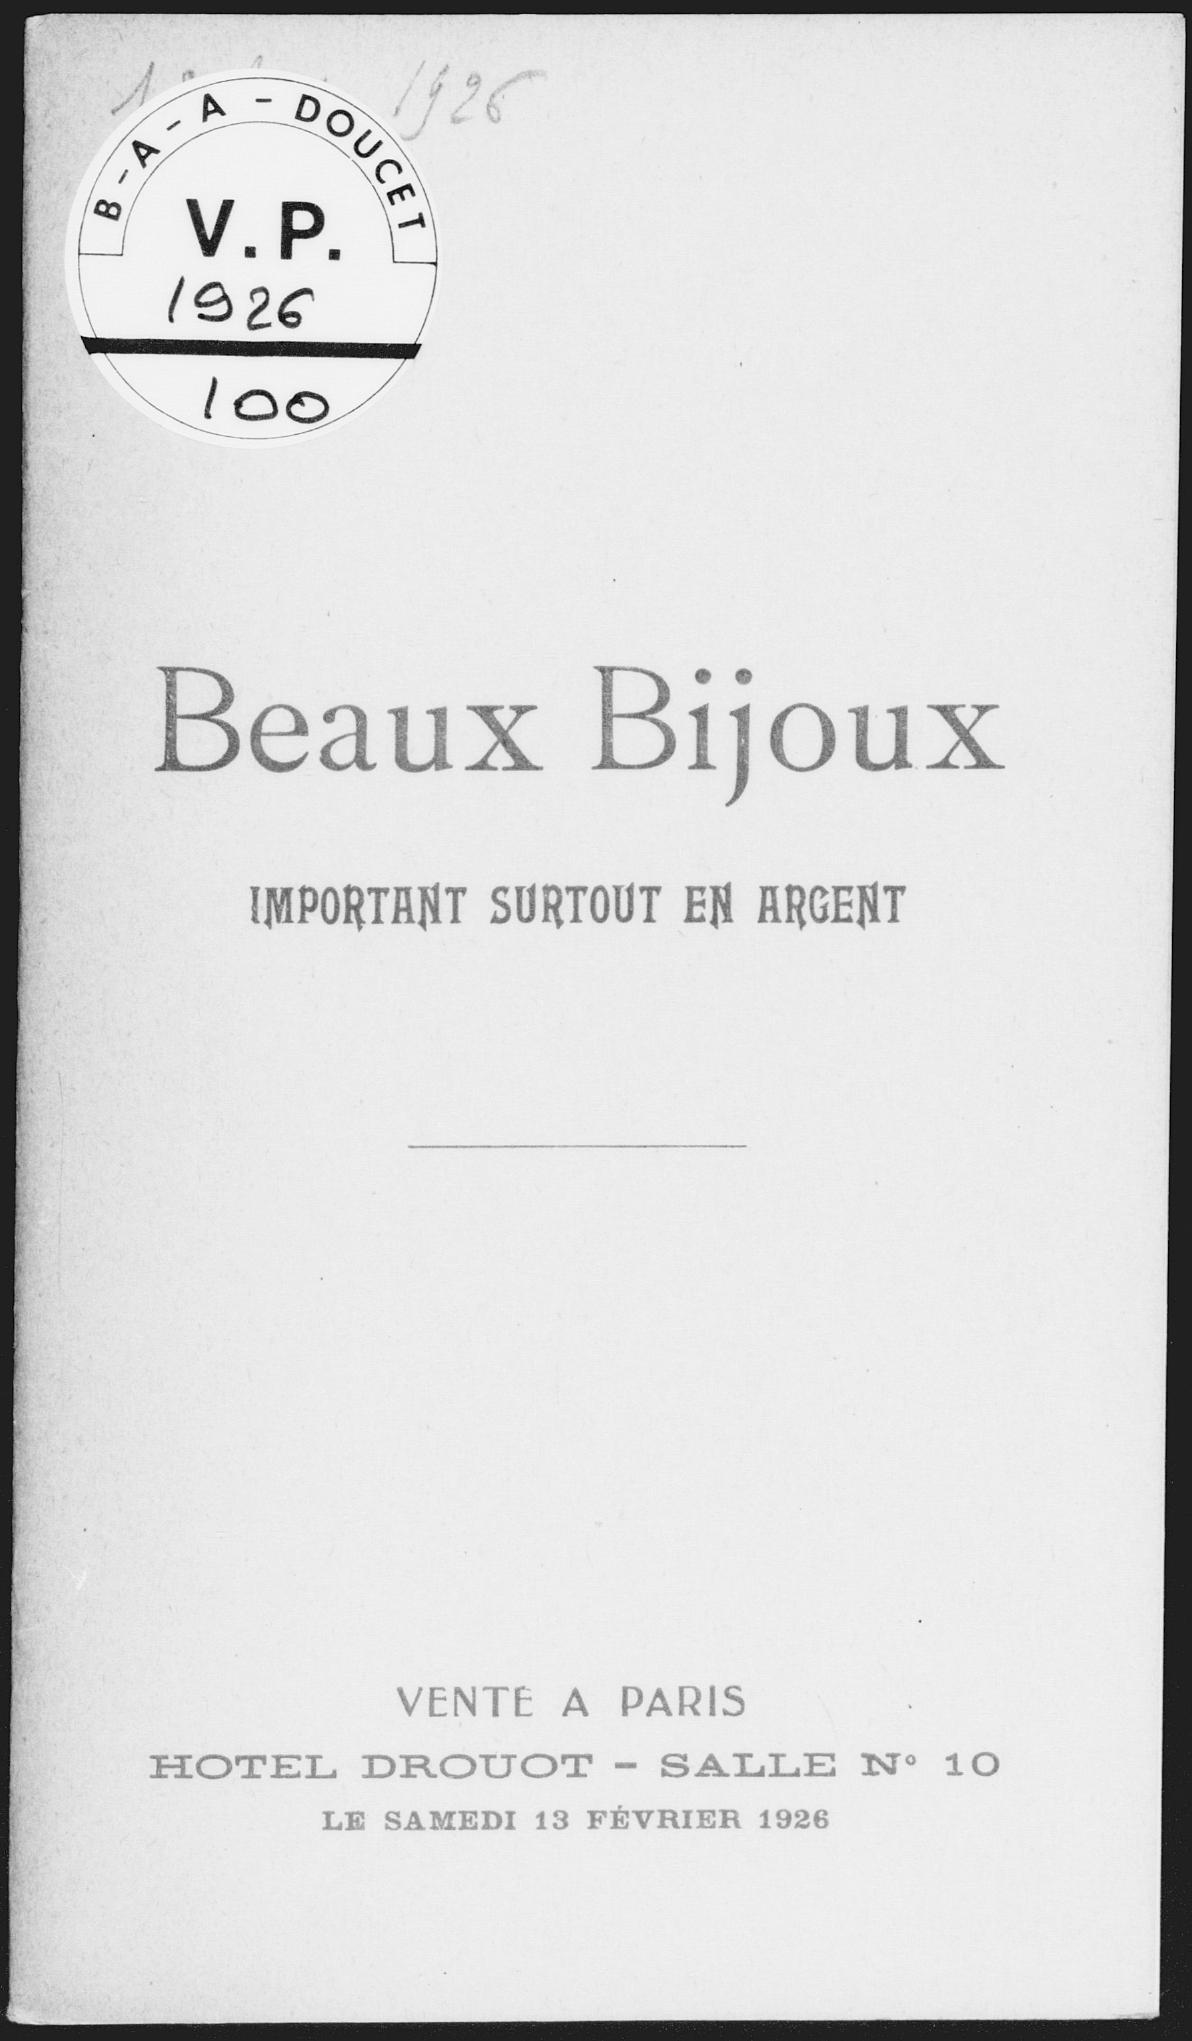 1926
B-A-A-DOUCET
V.P.
1926
100
Beaux Bijoux
IMPORTANT SURTOUT EN ARGENT
VENTE A PARIS
HOTEL DROUOT - SALLE N° 10
LE SAMEDI 13 FÉVRIER 1926